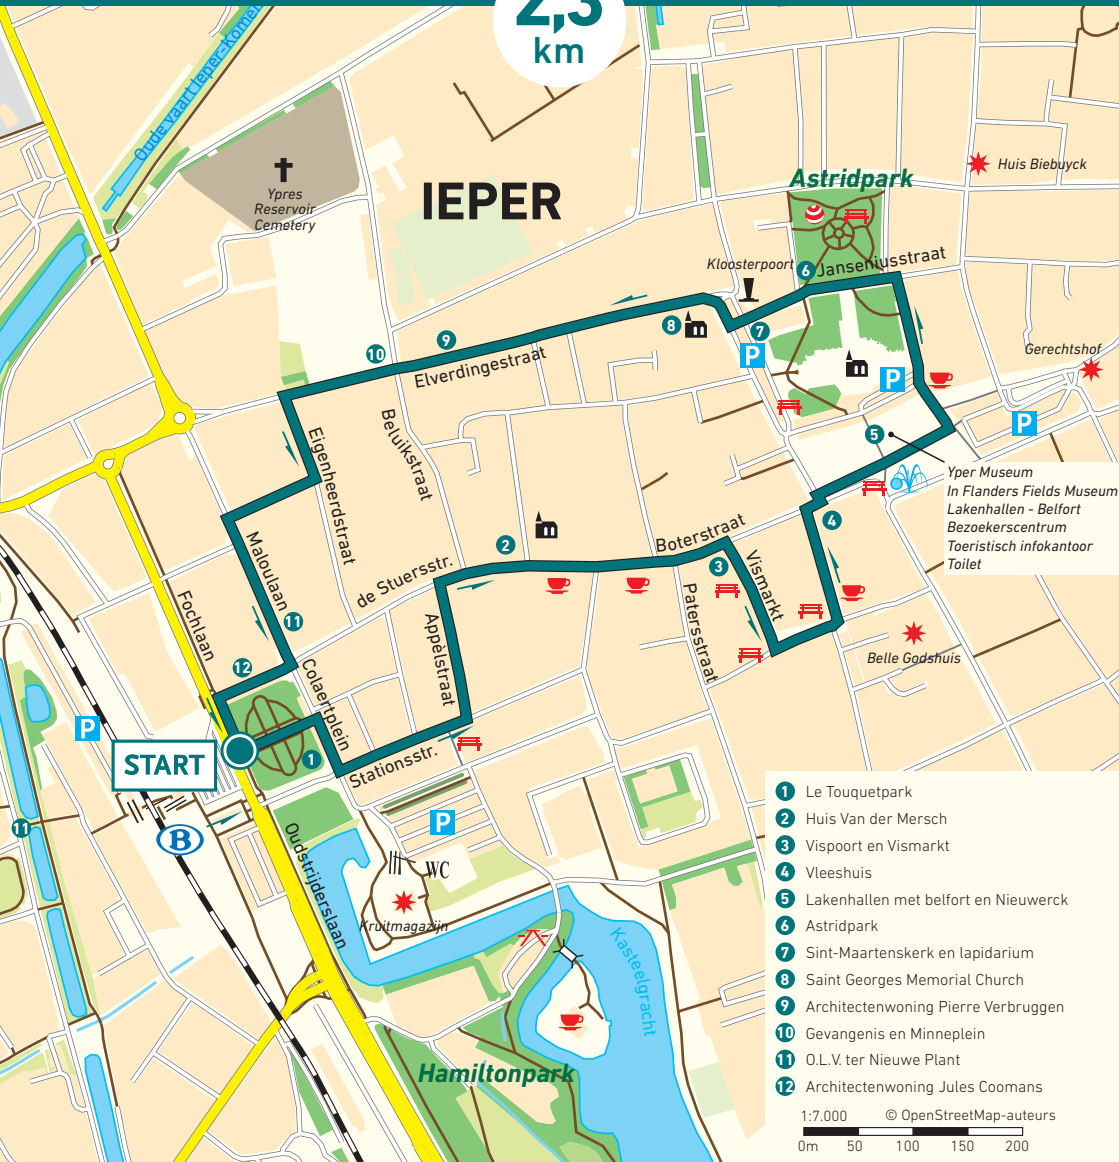 2,3
km
Oude vaart Ieper-Komen
Ypres
Reservoir
Cemetery
IEPER
Astridpark
Huis Biebuyck
Kloosterpoort
6
Janseniusstraat
7
P
8
9
10
Elverdingestraat
Gerechtshof
P
P
5
Yper Museum
In Flanders Fields Museum
Lakenhallen - Belfort
Bezoekerscentrum
Toeristisch infokantoor
Toilet
Beluikstraat
Eigenheerdstraat
4
2
Boterstraat
3
Vismarkt
de Stuersstr.
Maloulaan
11
Fochlaan
Appèlstraat
Patersstraat
Belle Godshuis
12
Colaertplein
P
START
1
Stationsstr.
B
11
P
Oudstrijderslaan
WC
Kruitmagazijn
Kasteelgracht
Hamiltonpark
1 Le Touquetpark
2 Huis Van der Mersch
3 Vispoort en Vismarkt
4 Vleeshuis
5 Lakenhallen met belfort en Nieuwerck
6 Astridpark
7 Sint-Maartenskerk en lapidarium
8 Saint Georges Memorial Church
9 Architectenwoning Pierre Verbruggen
10 Gevangenis en Minneplein
11 O.L.V. ter Nieuwe Plant
12 Architectenwoning Jules Coomans
1:7.000 © OpenStreetMap-auteurs
0m 50 100 150 200